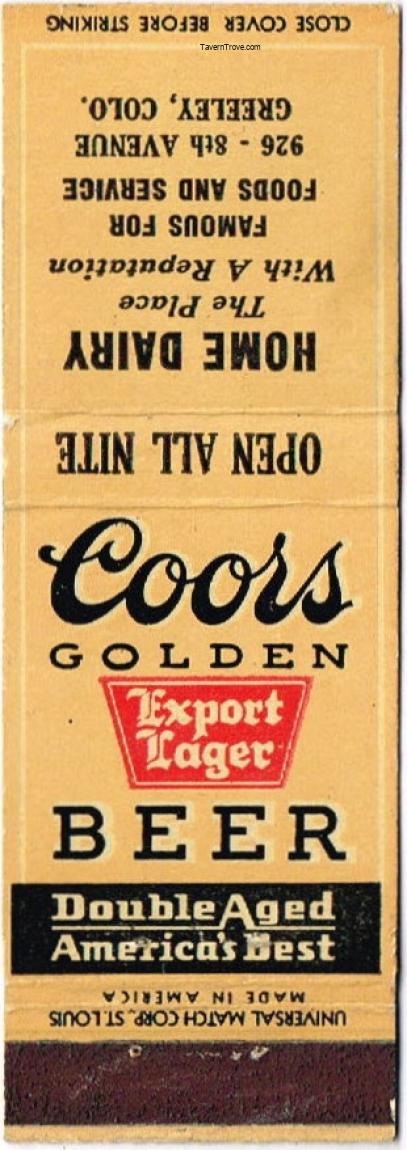 CLOSE COVER BEFORE STRIKING
TavernTrove.com
HOME DAIRY
The Place
With A Reputation
FAMOUS FOR
FOODS AND SERVICE
926 - 8th AVENUE
GREELEY, COLO.
OPEN ALL NITE
Coors
GOLDEN
Export
Lager
BEER
Double Aged
America's Best
UNIVERSAL MATCH CORP., ST. LOUIS
MADE IN AMERICA